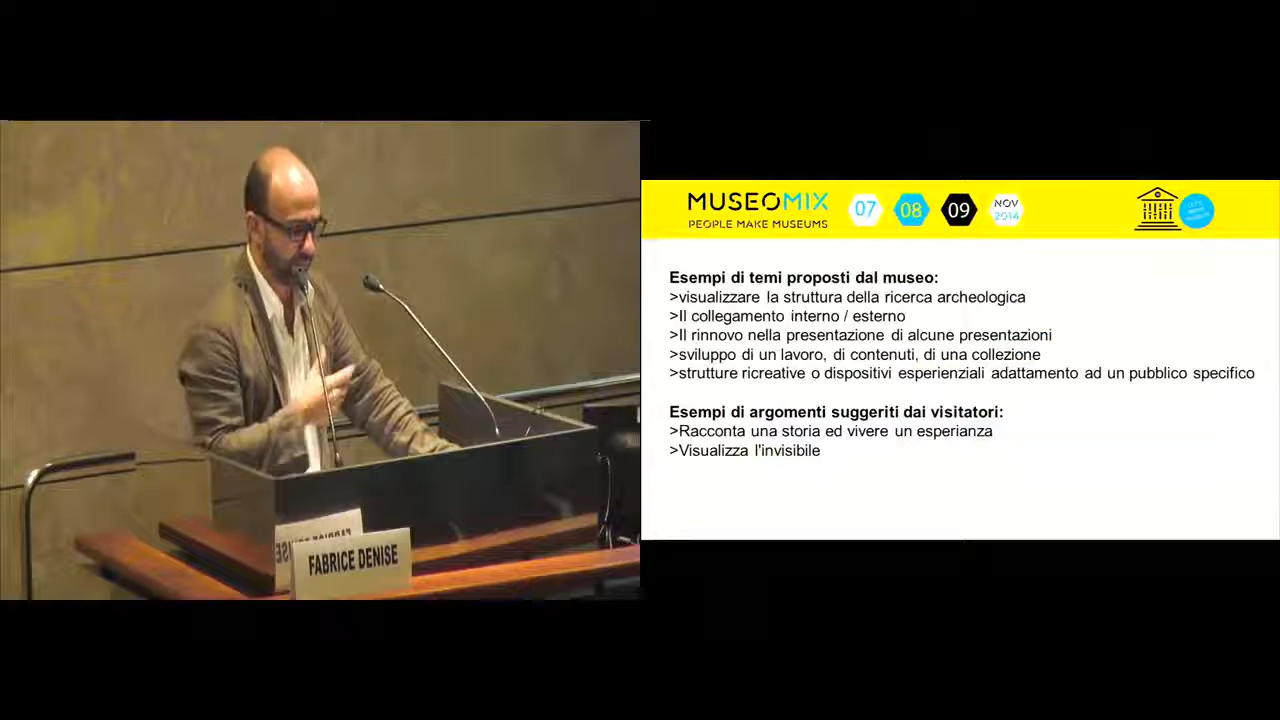 MUSEOMIX
PEOPLE MAKE MUSEUMS
07
08
09
NOV
2014
Esempi di temi proposti dal museo:
>visualizzare la struttura della ricerca archeologica
>Il collegamento interno / esterno
>Il rinnovo nella presentazione di alcune presentazioni
>sviluppo di un lavoro, di contenuti, di una collezione
>strutture ricreative o dispositivi esperienziali adattamento ad un pubblico specifico
Esempi di argomenti suggeriti dai visitatori:
>Racconta una storia ed vivere un esperianza
>Visualizza l'invisibile
FABRICE DENISE